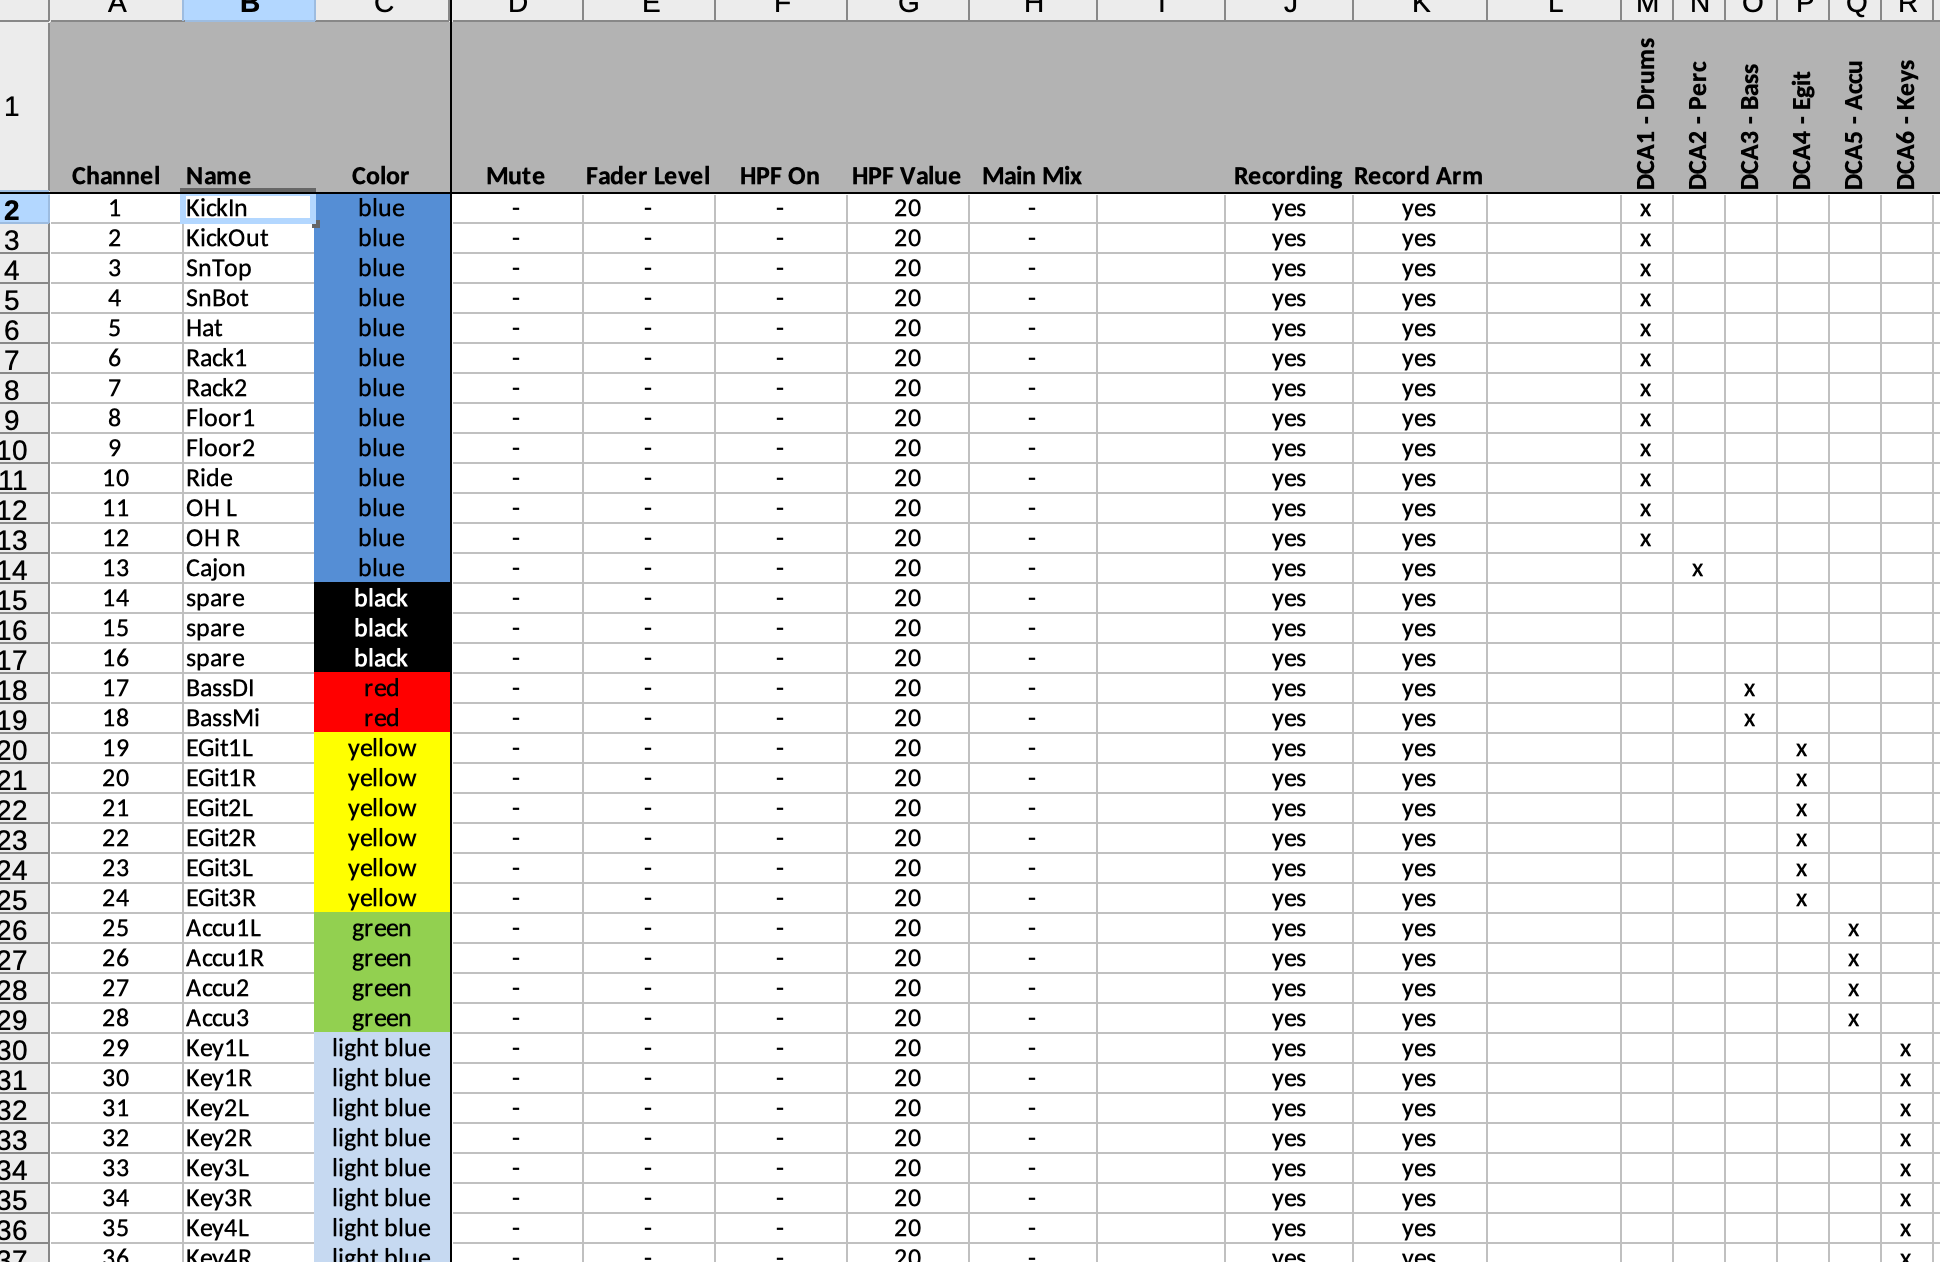 A B C D E F G H I J K L M N O P Q R
1 Channel Name Color Mute Fader Level HPF On HPF Value Main Mix Recording Record Arm DCA1 - Drums DCA2 - Perc DCA3 - Bass DCA4 - Egit DCA5 - Accu DCA6 - Keys
2 1 KickIn blue - - - 20 - yes yes x
3 2 KickOut blue - - - 20 - yes yes x
4 3 SnTop blue - - - 20 - yes yes x
5 4 SnBot blue - - - 20 - yes yes x
6 5 Hat blue - - - 20 - yes yes x
7 6 Rack1 blue - - - 20 - yes yes x
8 7 Rack2 blue - - - 20 - yes yes x
9 8 Floor1 blue - - - 20 - yes yes x
10 9 Floor2 blue - - - 20 - yes yes x
11 10 Ride blue - - - 20 - yes yes x
12 11 OH L blue - - - 20 - yes yes x
13 12 OH R blue - - - 20 - yes yes x
14 13 Cajon blue - - - 20 - yes yes x
15 14 spare black - - - 20 - yes yes
16 15 spare black - - - 20 - yes yes
17 16 spare black - - - 20 - yes yes
18 17 BassDI red - - - 20 - yes yes x
19 18 BassMi red - - - 20 - yes yes x
20 19 EGit1L yellow - - - 20 - yes yes x
21 20 EGit1R yellow - - - 20 - yes yes x
22 21 EGit2L yellow - - - 20 - yes yes x
23 22 EGit2R yellow - - - 20 - yes yes x
24 23 EGit3L yellow - - - 20 - yes yes x
25 24 EGit3R yellow - - - 20 - yes yes x
26 25 Accu1L green - - - 20 - yes yes x
27 26 Accu1R green - - - 20 - yes yes x
28 27 Accu2 green - - - 20 - yes yes x
29 28 Accu3 green - - - 20 - yes yes x
30 29 Key1L light blue - - - 20 - yes yes x
31 30 Key1R light blue - - - 20 - yes yes x
32 31 Key2L light blue - - - 20 - yes yes x
33 32 Key2R light blue - - - 20 - yes yes x
34 33 Key3L light blue - - - 20 - yes yes x
35 34 Key3R light blue - - - 20 - yes yes x
36 35 Key4L light blue - - - 20 - yes yes x
37 36 Key4R light blue - - - 20 - yes yes x